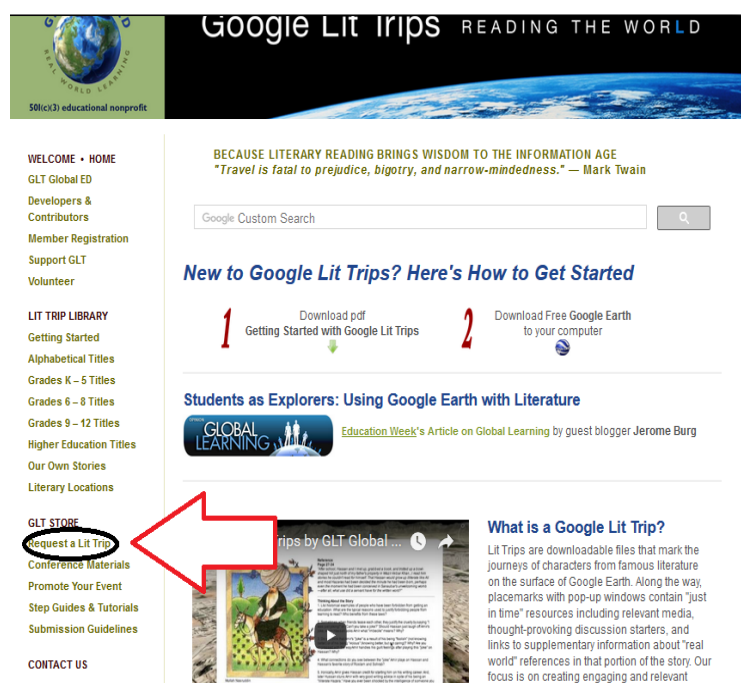 Google Lit Trips READING THE WORLD
REAL WORLD LEARNING
501(c)(3) educational nonprofit
WELCOME • HOME
GLT Global ED
Developers &
Contributors
Member Registration
Support GLT
Volunteer
LIT TRIP LIBRARY
Getting Started
Alphabetical Titles
Grades K – 5 Titles
Grades 6 – 8 Titles
Grades 9 – 12 Titles
Higher Education Titles
Our Own Stories
Literary Locations
GLT STORE
Request a Lit Trip
Conference Materials
Promote Your Event
Step Guides & Tutorials
Submission Guidelines
CONTACT US
BECAUSE LITERARY READING BRINGS WISDOM TO THE INFORMATION AGE
"Travel is fatal to prejudice, bigotry, and narrow-mindedness." — Mark Twain
Google Custom Search
New to Google Lit Trips? Here's How to Get Started
1
Download pdf
Getting Started with Google Lit Trips
2
Download Free Google Earth
to your computer
Students as Explorers: Using Google Earth with Literature
GLOBAL
LEARNING
Education Week's Article on Global Learning by guest blogger Jerome Burg
rips by GLT Global ...
What is a Google Lit Trip?
Lit Trips are downloadable files that mark the
journeys of characters from famous literature
on the surface of Google Earth. Along the way,
placemarks with pop-up windows contain "just
in time" resources including relevant media,
thought-provoking discussion starters, and
links to supplementary information about "real
world" references in that portion of the story. Our
focus is on creating engaging and relevant